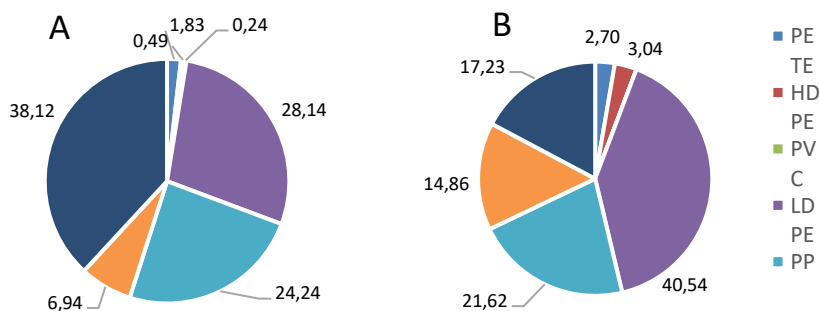 A
1,83
0,24
0,49
38,12
28,14
6,94
24,24
B
2,70
3,04
17,23
14,86
21,62
40,54
PE
TE
HD
PE
PV
C
LD
PE
PP